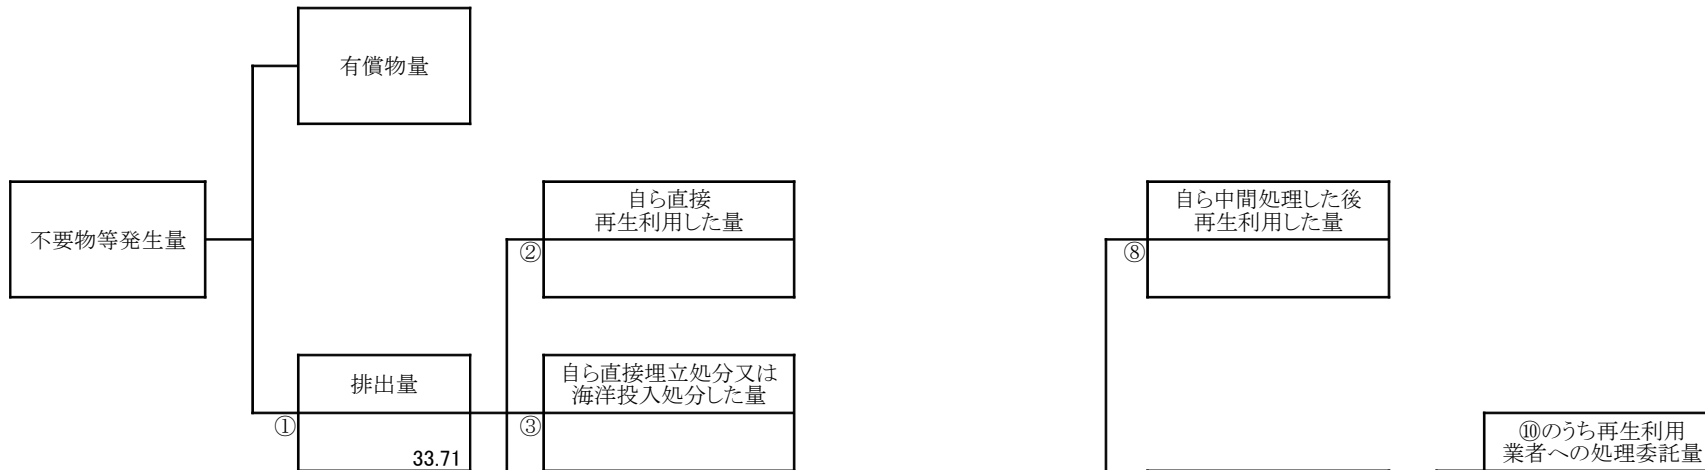 有償物量
不要物等発生量
自ら直接
再生利用した量
②
自ら中間処理した後
再生利用した量
⑧
排出量
①
33.71
自ら直接埋立処分又は
海洋投入処分した量
③
⑩のうち再生利用
業者への処理委託量